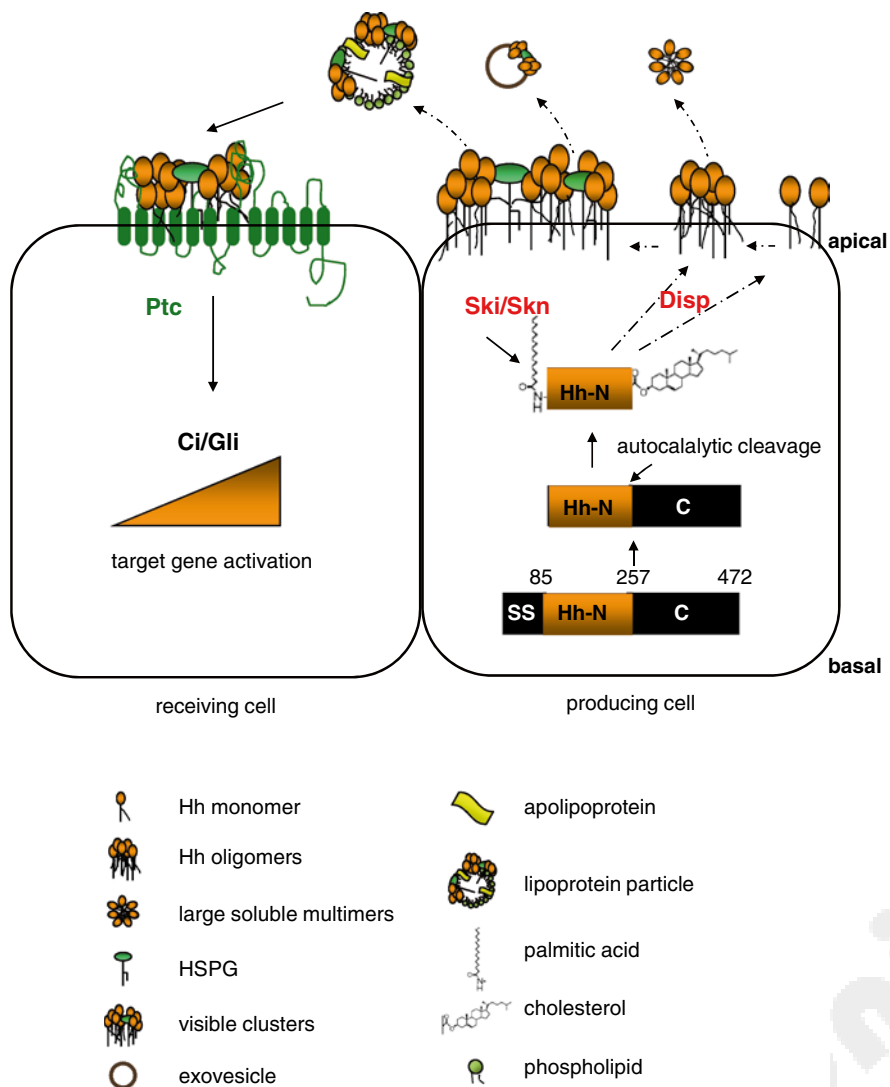 apical
Ski/Skn
Disp
Ptc
Hh-N
Ci/Gli
autocalalytic cleavage
Hh-N C
target gene activation
85 257 472
SS Hh-N C
basal
receiving cell
producing cell
Hh monomer
Hh oligomers
large soluble multimers
HSPG
visible clusters
exovesicle
apolipoprotein
lipoprotein particle
palmitic acid
cholesterol
phospholipid